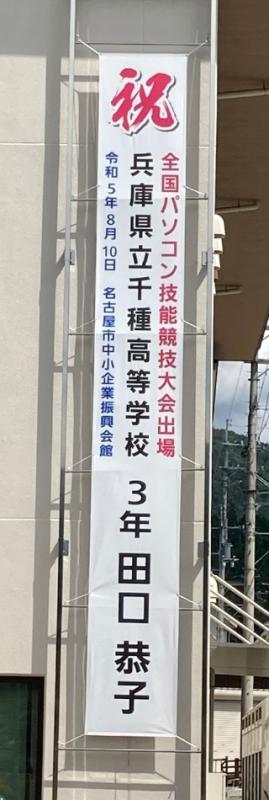 祝
全国パソコン技能競技大会出場
兵庫県立千種高等学校 3年 田口 恭子
令和5年8月10日 名古屋市中小企業振興会館